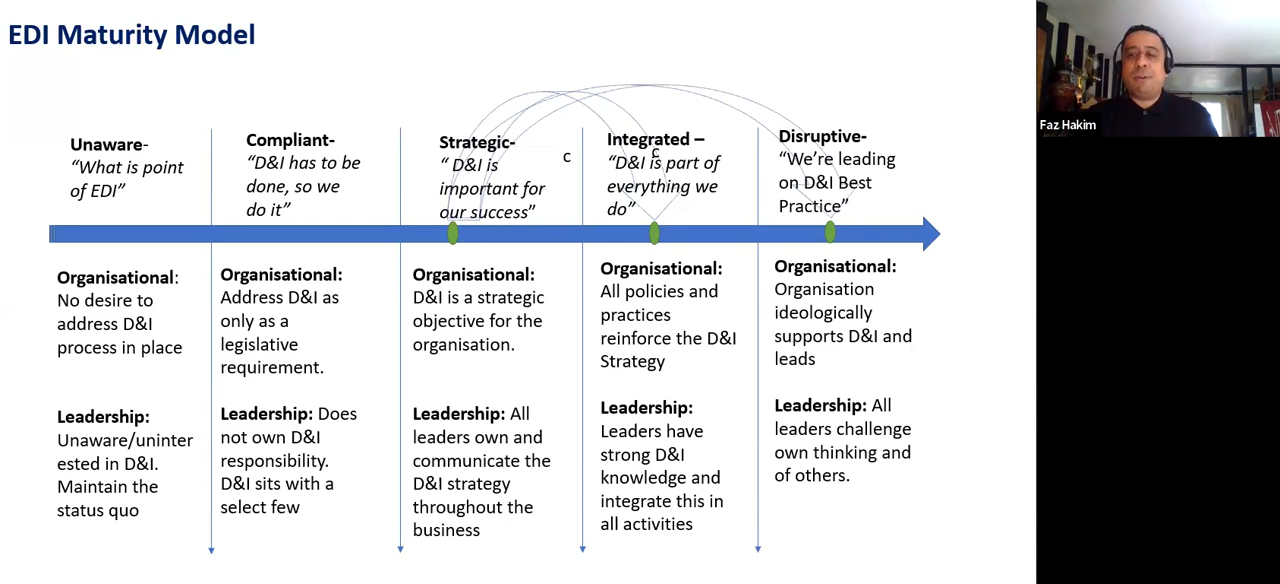 EDI Maturity Model
Unaware-
“What is point
of EDI”
Compliant-
“D&I has to be
done, so we
do it”
Strategic-
“ D&I is
important for
our success”
C
Integrated –
“D&I is part of
everything we
do”
C
Disruptive-
“We’re leading
on D&I Best
Practice”
Organisational:
No desire to
address D&I
process in place
Organisational:
Address D&I as
only as a
legislative
requirement.
Organisational:
D&I is a strategic
objective for the
organisation.
Organisational:
All policies and
practices
reinforce the D&I
Strategy
Organisational:
Organisation
ideologically
supports D&I and
leads
Leadership:
Unaware/uninter
ested in D&I.
Maintain the
status quo
Leadership: Does
not own D&I
responsibility.
D&I sits with a
select few
Leadership: All
leaders own and
communicate the
D&I strategy
throughout the
business
Leadership:
Leaders have
strong D&I
knowledge and
integrate this in
all activities
Leadership: All
leaders challenge
own thinking and
of others.
Faz Hakim